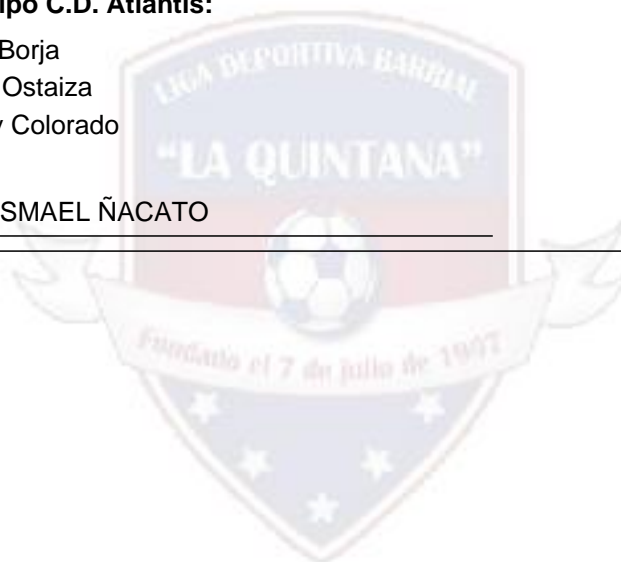 ipo C.D. Atlantis:
Borja
Ostaiza
y Colorado
SMAEL ÑACATO
LIGA DEPORTIVA BARRIAL
"LA QUINTANA"
Fundado el 7 de julio de 1997